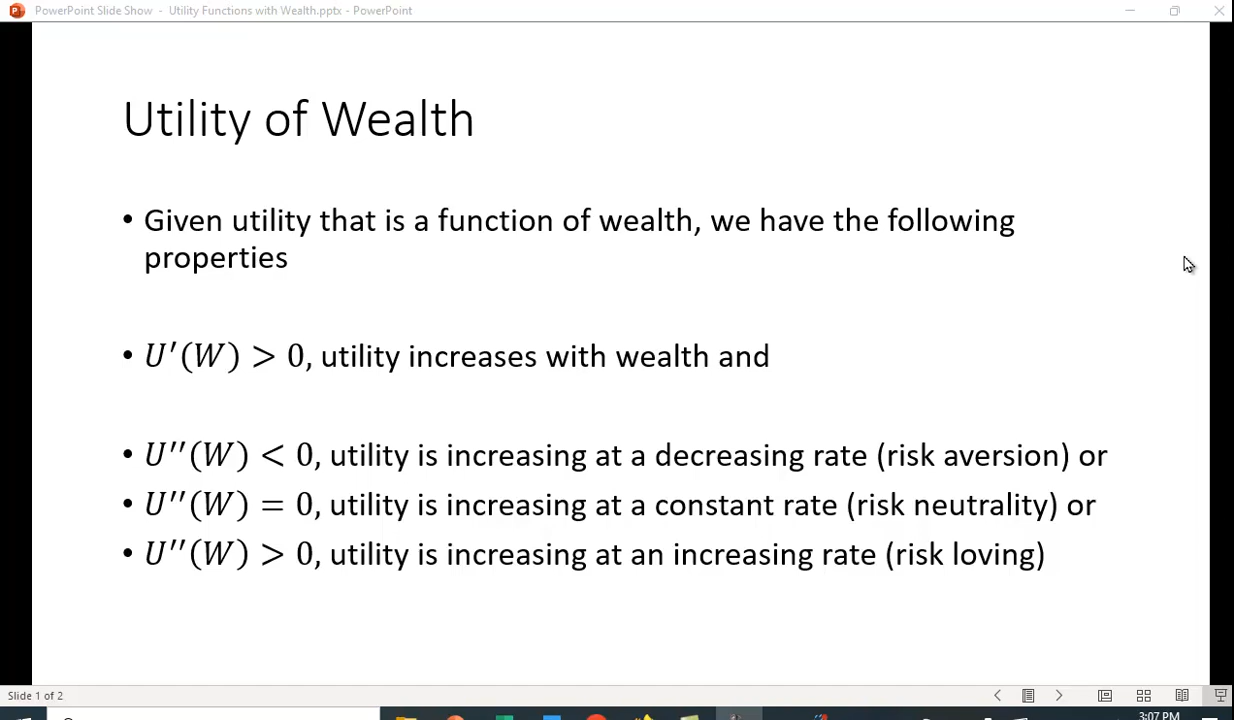 PowerPoint Slide Show - Utility Functions with Wealth.pptx - PowerPoint
Utility of Wealth
• Given utility that is a function of wealth, we have the following
properties
• U′(W) > 0, utility increases with wealth and
• U′′(W) < 0, utility is increasing at a decreasing rate (risk aversion) or
• U′′(W) = 0, utility is increasing at a constant rate (risk neutrality) or
• U′′(W) > 0, utility is increasing at an increasing rate (risk loving)
Slide 1 of 2
3:07 PM